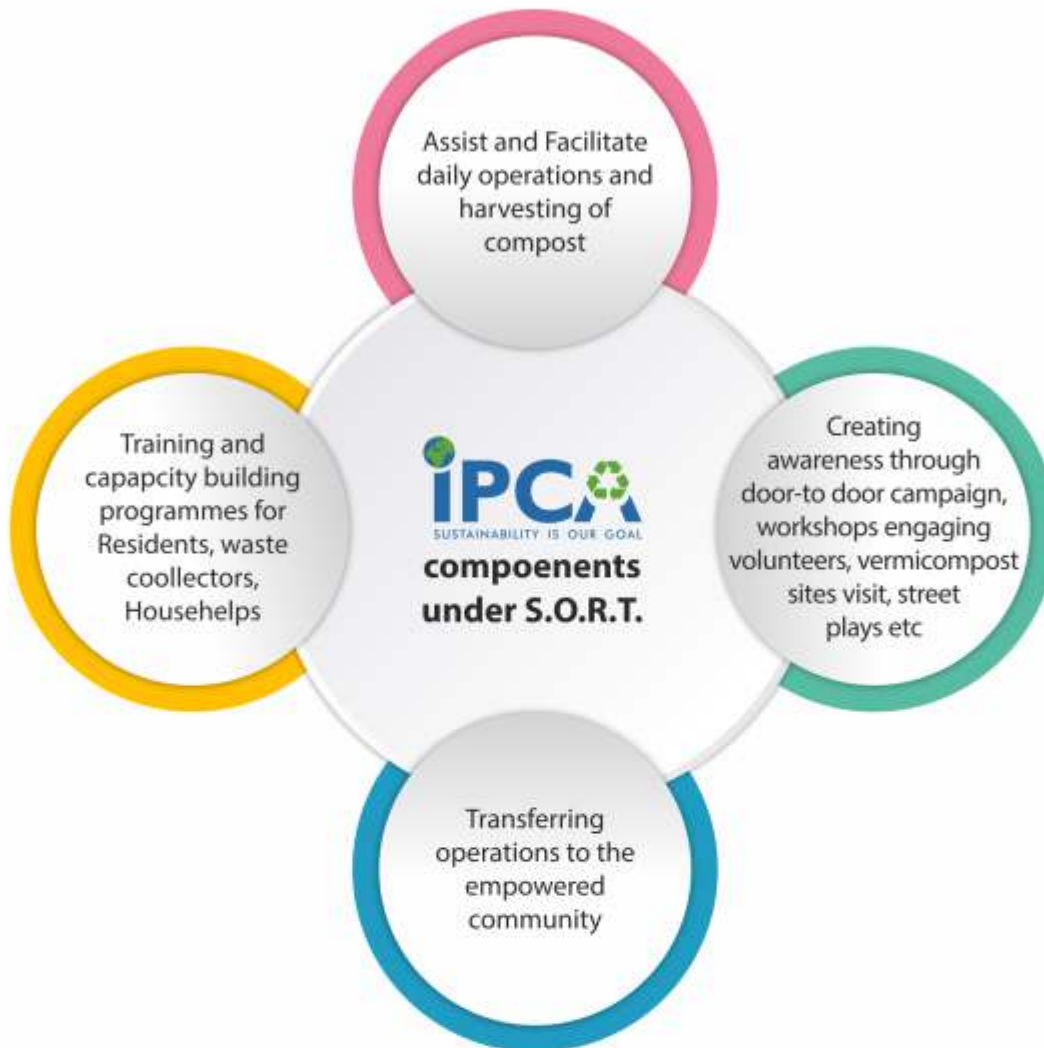 Assist and Facilitate
daily operations and
harvesting of
compost
Training and
capapcity building
programmes for
Residents, waste
coollectors,
Househelps
iPCA
SUSTAINABILITY IS OUR GOAL
compoenents
under S.O.R.T.
Creating
awareness through
door-to door campaign,
workshops engaging
volunteers, vermicompost
sites visit, street
plays etc
Transferring
operations to the
empowered
community